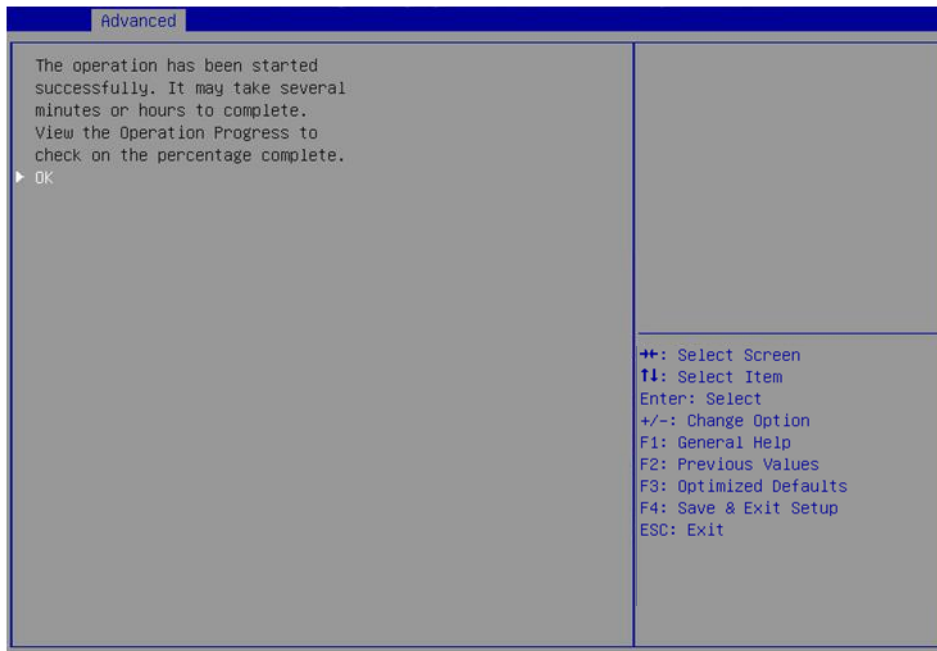 Advanced
The operation has been started
successfully. It may take several
minutes or hours to complete.
View the Operation Progress to
check on the percentage complete.
OK
→←: Select Screen
↑↓: Select Item
Enter: Select
+/-: Change Option
F1: General Help
F2: Previous Values
F3: Optimized Defaults
F4: Save & Exit Setup
ESC: Exit